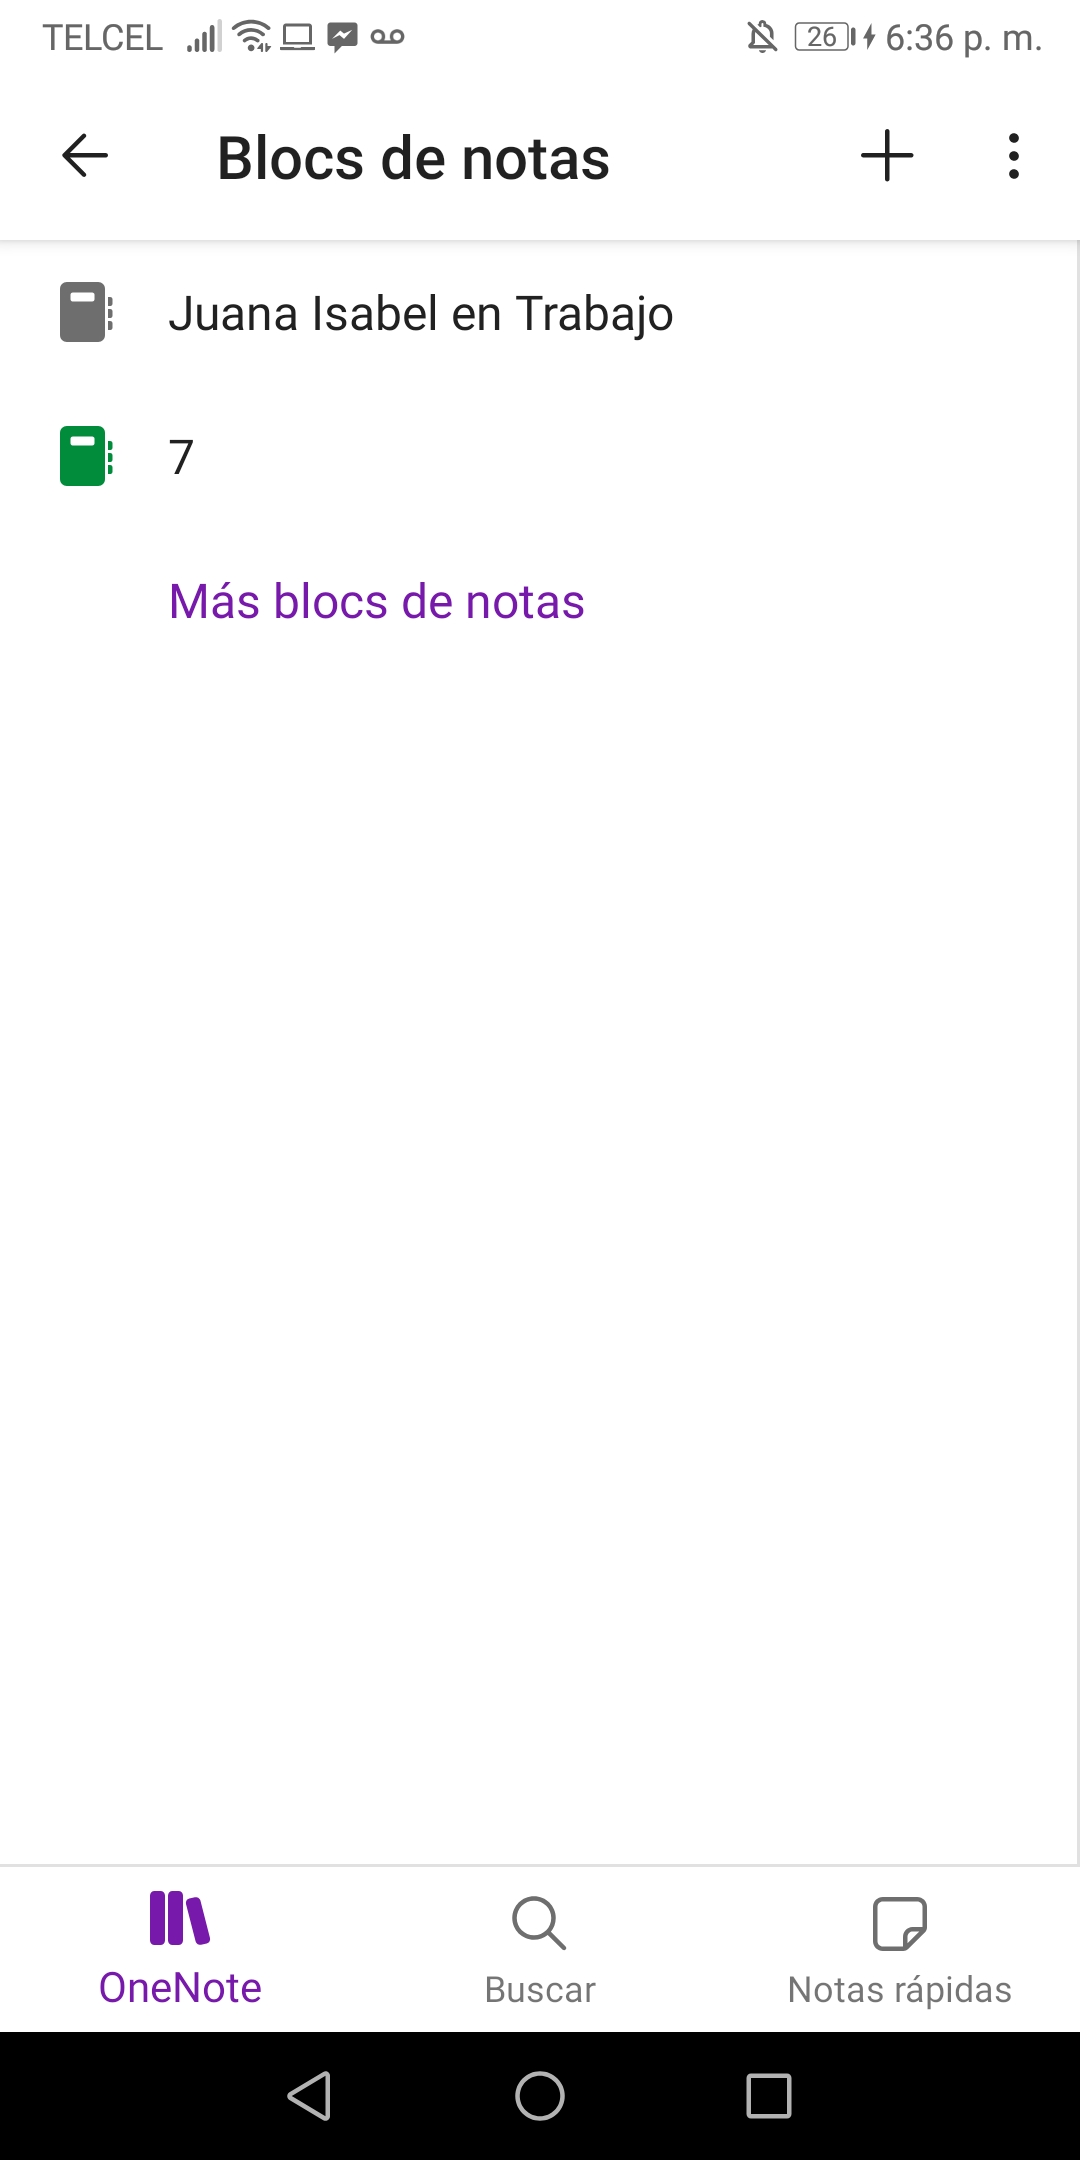 TELCEL 26 6:36 p. m.
Blocs de notas
Juana Isabel en Trabajo
7
Más blocs de notas
OneNote Buscar Notas rápidas